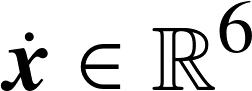 ẋ ∈ ℝ⁶